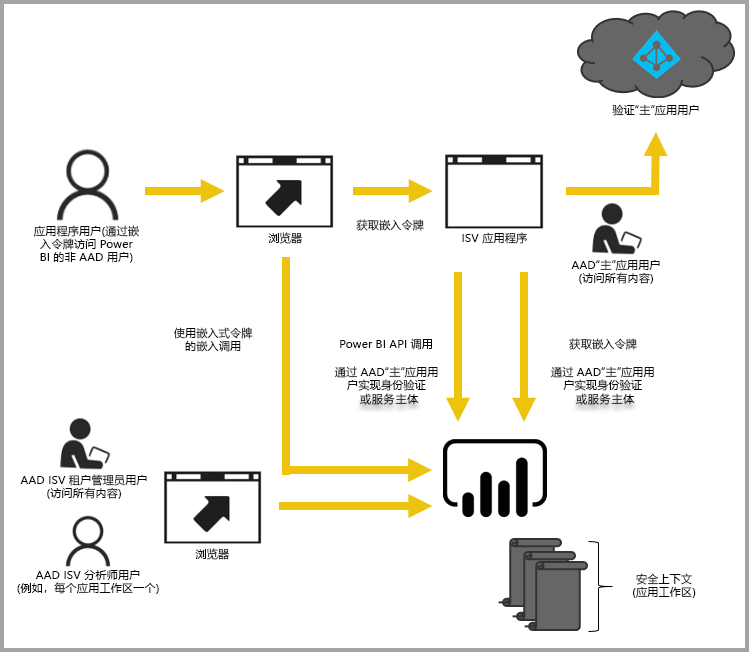 验证“主”应用用户
应用程序用户(通过嵌
入令牌访问 Power
BI 的非 AAD 用户)
浏览器
获取嵌入令牌
ISV 应用程序
AAD“主”应用用户
(访问所有内容)
使用嵌入式令牌
的嵌入调用
Power BI API 调用
通过 AAD“主”应用用
户实现身份验证
或服务主体
获取嵌入令牌
通过 AAD“主”应用用
户实现身份验证
或服务主体
AAD ISV 租户管理员用户
(访问所有内容)
浏览器
AAD ISV 分析师用户
(例如，每个应用工作区一个)
安全上下文
(应用工作区)